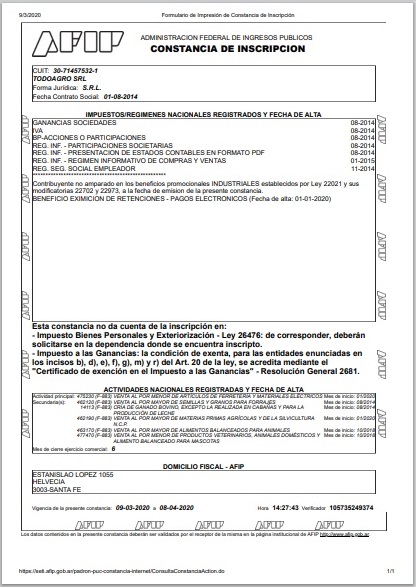 9/3/2020 Formulario de Impresión de Constancia de Inscripción
AFIP
ADMINISTRACION FEDERAL DE INGRESOS PUBLICOS
CONSTANCIA DE INSCRIPCION
CUIT: 30-71457532-1
TODOAGRO SRL
Forma Jurídica: S.R.L.
Fecha Contrato Social: 01-08-2014
IMPUESTOS/REGIMENES NACIONALES REGISTRADOS Y FECHA DE ALTA
GANANCIAS SOCIEDADES 08-2014
IVA 08-2014
BP-ACCIONES O PARTICIPACIONES 08-2014
REG. INF. - PARTICIPACIONES SOCIETARIAS 08-2014
REG. INF. - PRESENTACION DE ESTADOS CONTABLES EN FORMATO PDF 08-2014
REG. INF. - REGIMEN INFORMATIVO DE COMPRAS Y VENTAS 01-2015
REG. SEG. SOCIAL EMPLEADOR 11-2014
Contribuyente no amparado en los beneficios promocionales INDUSTRIALES establecidos por Ley 22021 y sus
modificatorias 22702 y 22973, a la fecha de emision de la presente constancia.
BENEFICIO EXIMICION DE RETENCIONES - PAGOS ELECTRONICOS (Fecha de alta: 01-01-2020)
Esta constancia no da cuenta de la inscripción en:
- Impuesto Bienes Personales y Exteriorización - Ley 26476: de corresponder, deberán
solicitarse en la dependencia donde se encuentra inscripto.
- Impuesto a las Ganancias: la condición de exenta, para las entidades enunciadas en
los incisos b), d), e), f), g), m) y r) del Art. 20 de la ley, se acredita mediante el
"Certificado de exención en el Impuesto a las Ganancias" - Resolución General 2681.
ACTIVIDADES NACIONALES REGISTRADAS Y FECHA DE ALTA
Actividad principal: 475230 (F-883) VENTA AL POR MENOR DE ARTÍCULOS DE FERRETERÍA Y MATERIALES ELÉCTRICOS Mes de inicio: 01/2020
Secundaria(s): 462120 (F-883) VENTA AL POR MAYOR DE SEMILLAS Y GRANOS PARA FORRAJES Mes de inicio: 08/2014
14113 (F-883) CRÍA DE GANADO BOVINO, EXCEPTO LA REALIZADA EN CABAÑAS Y PARA LA Mes de inicio: 08/2014
PRODUCCIÓN DE LECHE
462190 (F-883) VENTA AL POR MAYOR DE MATERIAS PRIMAS AGRÍCOLAS Y DE LA SILVICULTURA Mes de inicio: 01/2020
N.C.P.
463170 (F-883) VENTA AL POR MAYOR DE ALIMENTOS BALANCEADOS PARA ANIMALES Mes de inicio: 10/2018
477470 (F-883) VENTA AL POR MENOR DE PRODUCTOS VETERINARIOS, ANIMALES DOMÉSTICOS Y Mes de inicio: 10/2018
ALIMENTO BALANCEADO PARA MASCOTAS
Mes de cierre ejercicio comercial: 6
DOMICILIO FISCAL - AFIP
ESTANISLAO LOPEZ 1055
HELVECIA
3003-SANTA FE
Vigencia de la presente constancia: 09-03-2020 a 08-04-2020 Hora 14:27:43 Verificador 105735249374
AFIP AFIP AFIP AFIP AFIP
Los datos contenidos en la presente constancia deberán ser validados por el receptor de la misma en la página institucional de AFIP http://www.afip.gob.ar.
https://seti.afip.gob.ar/padron-puc-constancia-internet/ConsultaConstanciaAction.do 1/1